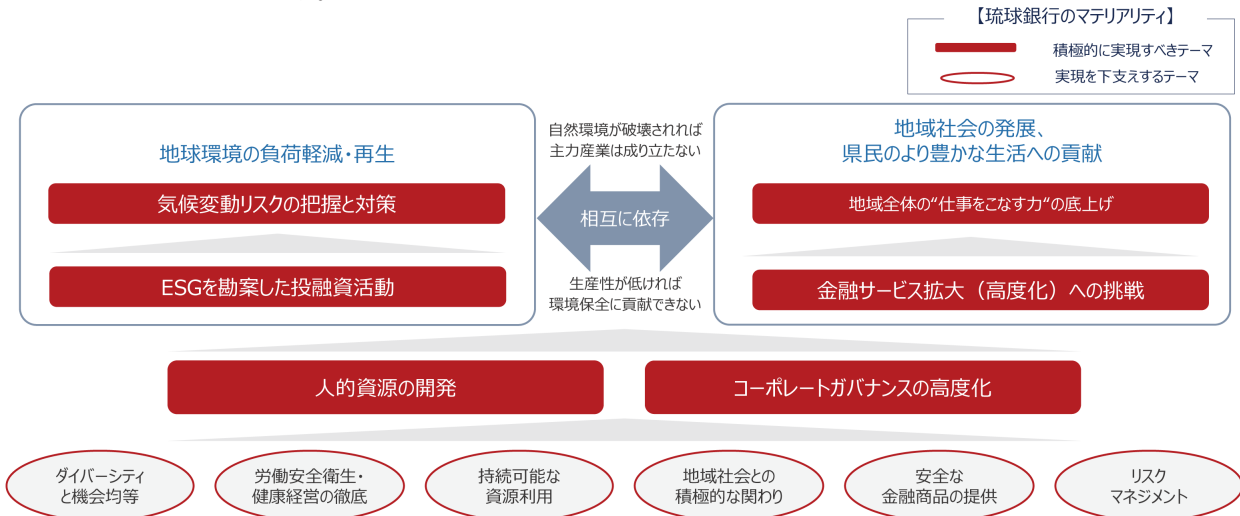 【琉球銀行のマテリアリティ】
積極的に実現すべきテーマ
実現を下支えするテーマ
地球環境の負荷軽減・再生
気候変動リスクの把握と対策
ESGを勘案した投融資活動
自然環境が破壊されれば
主力産業は成り立たない
相互に依存
生産性が低ければ
環境保全に貢献できない
地域社会の発展、
県民のより豊かな生活への貢献
地域全体の“仕事をこなす力“の底上げ
金融サービス拡大（高度化）への挑戦
人的資源の開発
コーポレートガバナンスの高度化
ダイバーシティ
と機会均等
労働安全衛生・
健康経営の徹底
持続可能な
資源利用
地域社会との
積極的な関わり
安全な
金融商品の提供
リスク
マネジメント